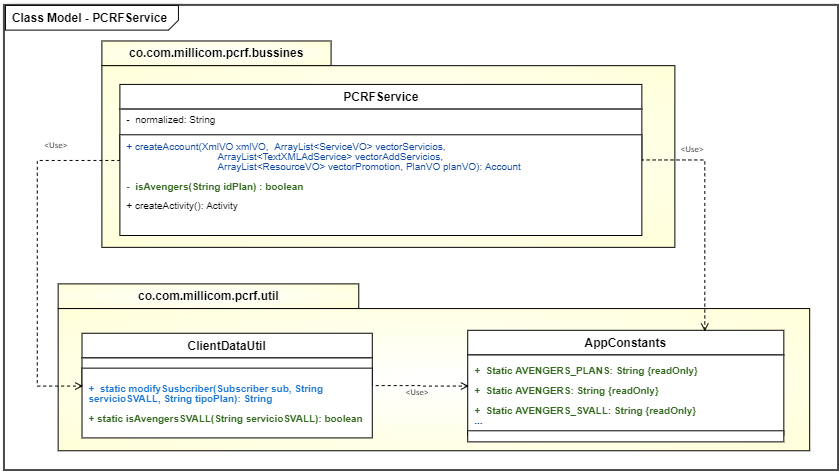 Class Model - PCRFService
co.com.millicom.pcrf.bussines
PCRFService
- normalized: String
+ createAccount(XmlVO xmlVO, ArrayList<ServiceVO> vectorServicios,
ArrayList<TextXMLAdService> vectorAddServicios,
ArrayList<ResourceVO> vectorPromotion, PlanVO planVO): Account
- isAvengers(String idPlan) : boolean
+ createActivity(): Activity
<Use>
<Use>
co.com.millicom.pcrf.util
ClientDataUtil
+ static modifySusbcriber(Subscriber sub, String
servicioSVALL, String tipoPlan): String
+ static isAvengersSVALL(String servicioSVALL): boolean
<Use>
AppConstants
+ Static AVENGERS_PLANS: String {readOnly}
+ Static AVENGERS: String {readOnly}
+ Static AVENGERS_SVALL: String {readOnly}
...